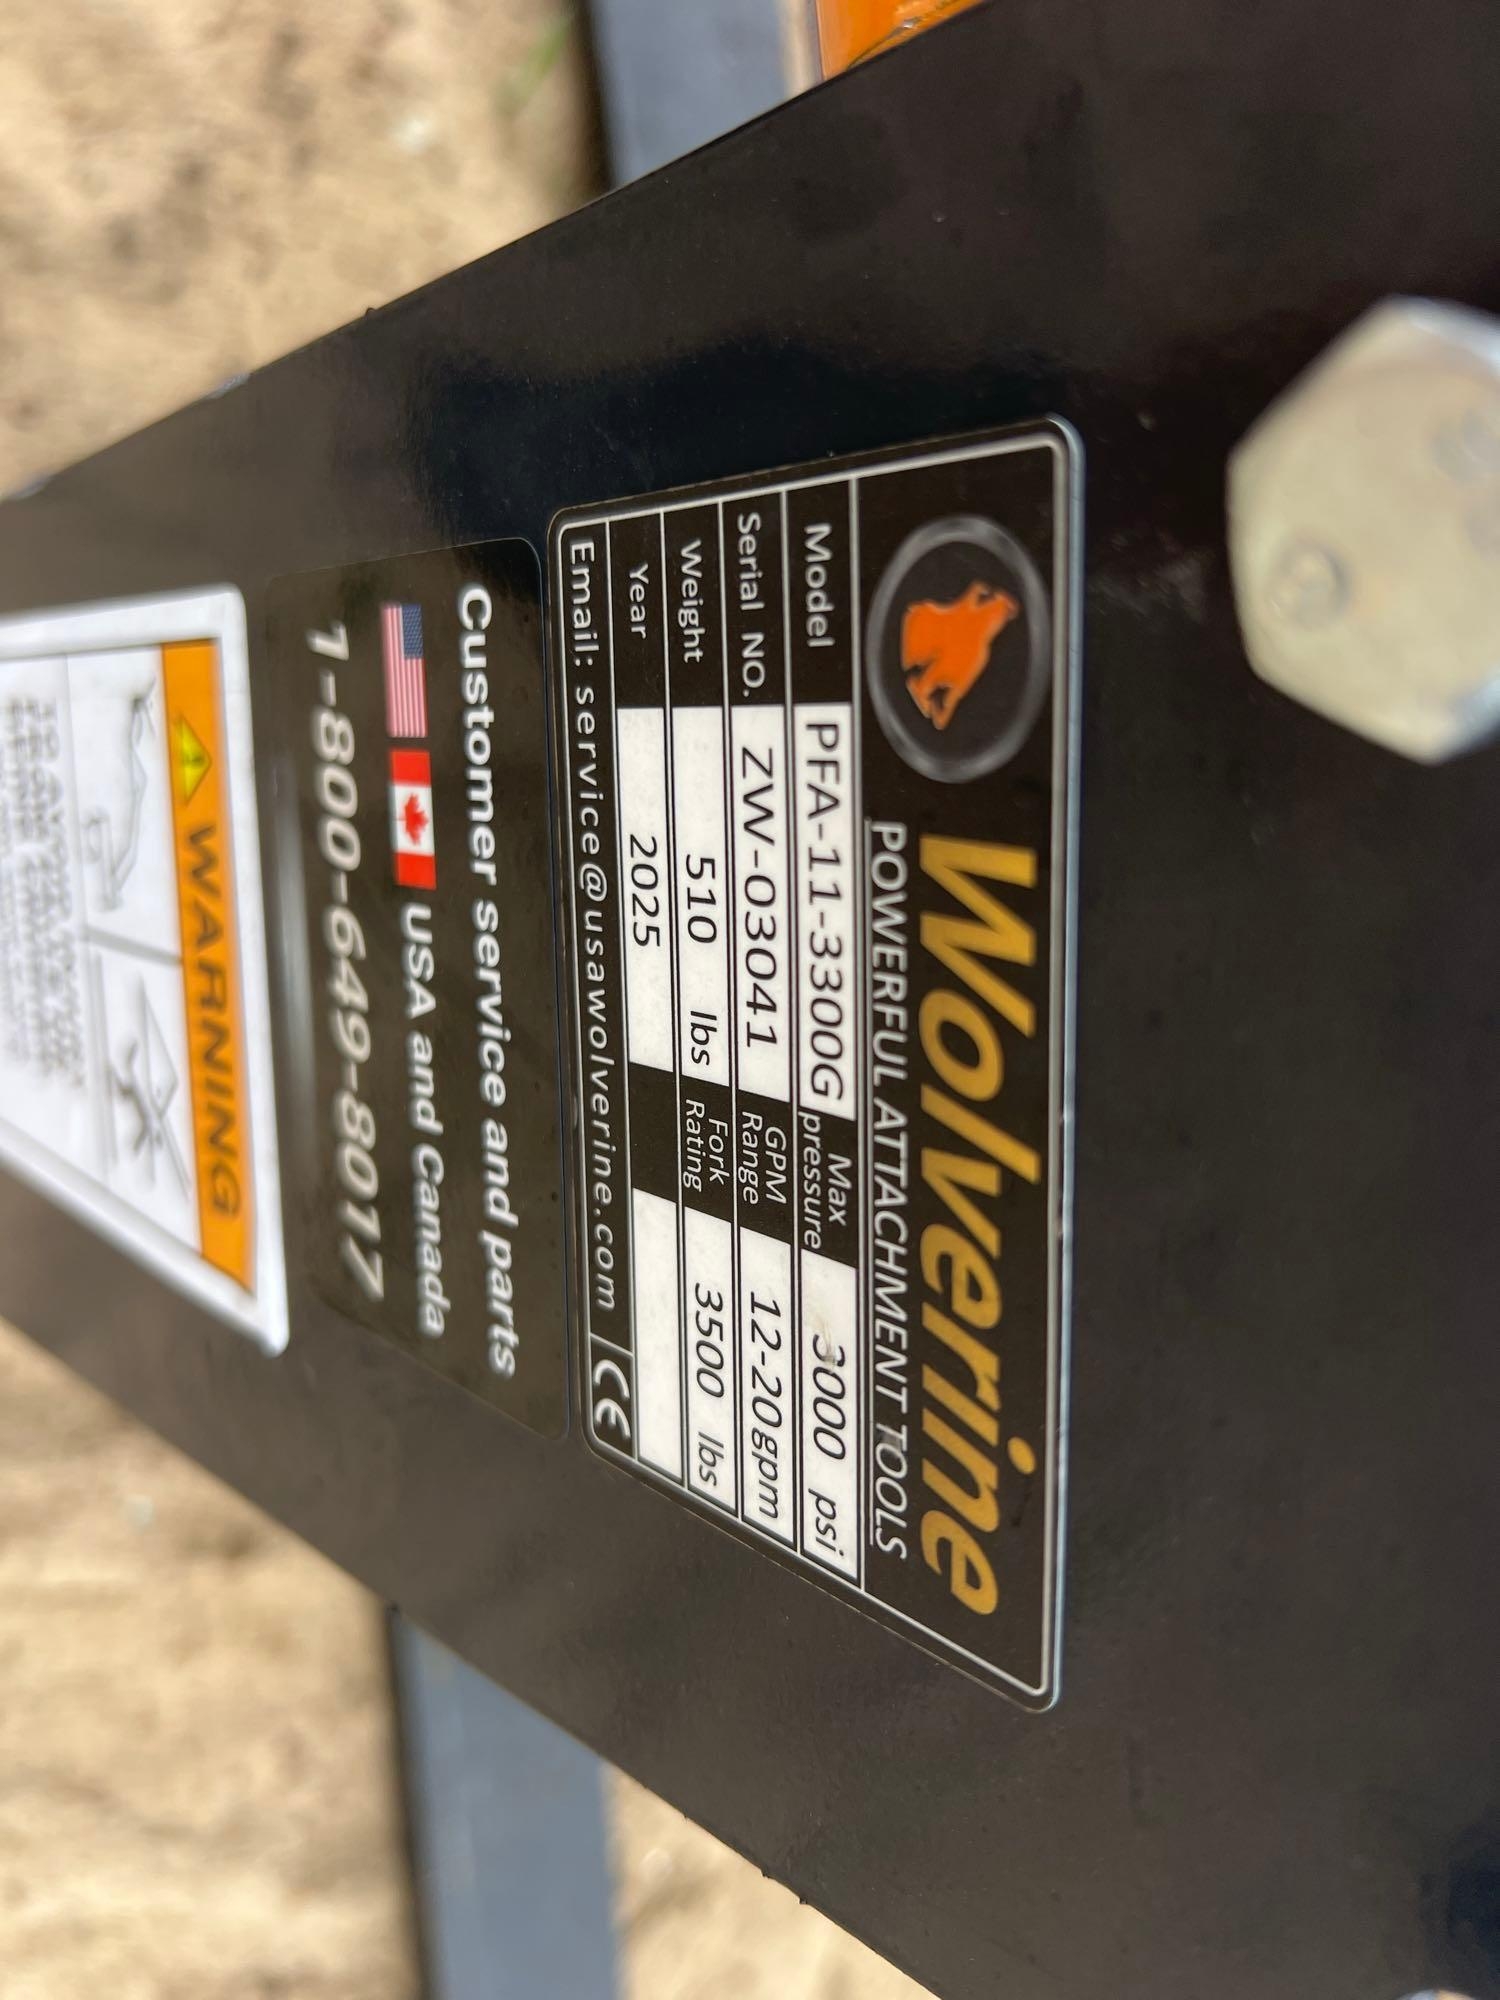 Wolverine
POWERFUL ATTACHMENT TOOLS
Model PFA-11-3300G Max pressure 3000 psi
Serial NO. ZW-03041 GPM Range 12-20gpm
Weight 510 lbs Fork Rating 3500 lbs
Year 2025
Email: service@usawolverine.com CE
Customer service and parts
USA and Canada
1-800-649-8017
WARNING